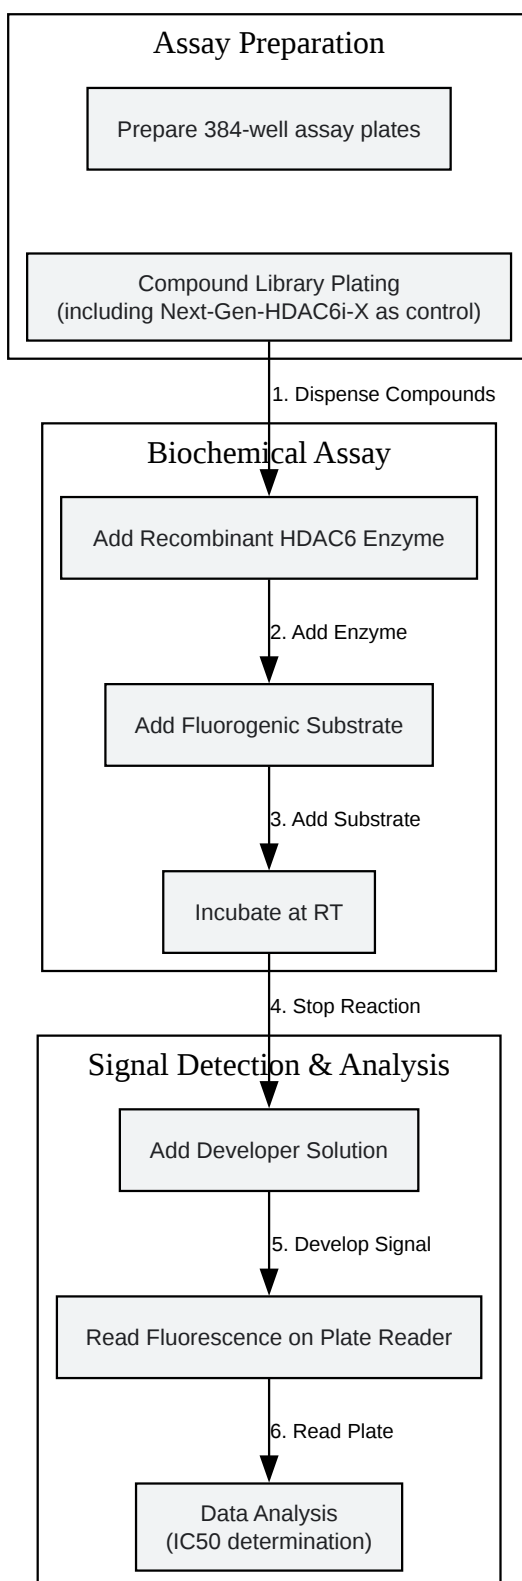 Assay Preparation
Prepare 384-well assay plates
Compound Library Plating
(including Next-Gen-HDAC6i-X as control)
1. Dispense Compounds
Biochemical Assay
Add Recombinant HDAC6 Enzyme
2. Add Enzyme
Add Fluorogenic Substrate
3. Add Substrate
Incubate at RT
4. Stop Reaction
Signal Detection & Analysis
Add Developer Solution
5. Develop Signal
Read Fluorescence on Plate Reader
6. Read Plate
Data Analysis
(IC50 determination)